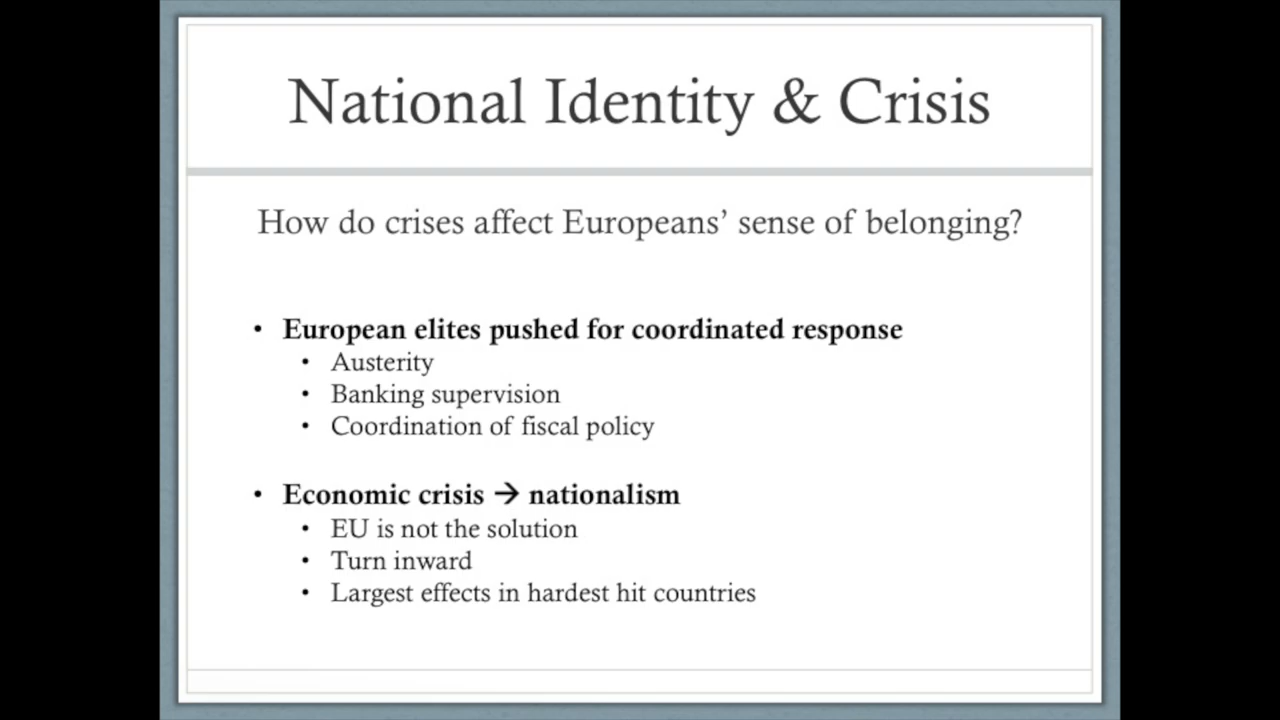 National Identity & Crisis
How do crises affect Europeans’ sense of belonging?
• European elites pushed for coordinated response
• Austerity
• Banking supervision
• Coordination of fiscal policy
• Economic crisis → nationalism
• EU is not the solution
• Turn inward
• Largest effects in hardest hit countries